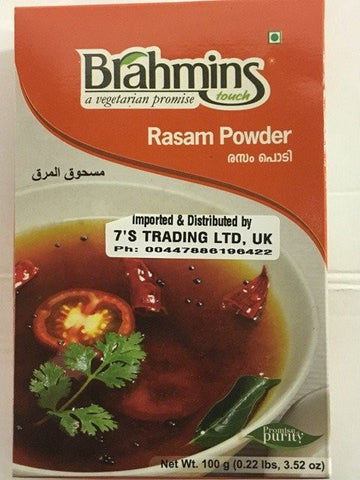 Brahmins
touch
a vegetarian promise
Rasam Powder
രസം പൊടി
مسحوق المرق
Imported & Distributed by
7'S TRADING LTD, UK
Ph: 00447886196422
Promise
purity
Net Wt. 100 g (0.22 lbs, 3.52 oz)